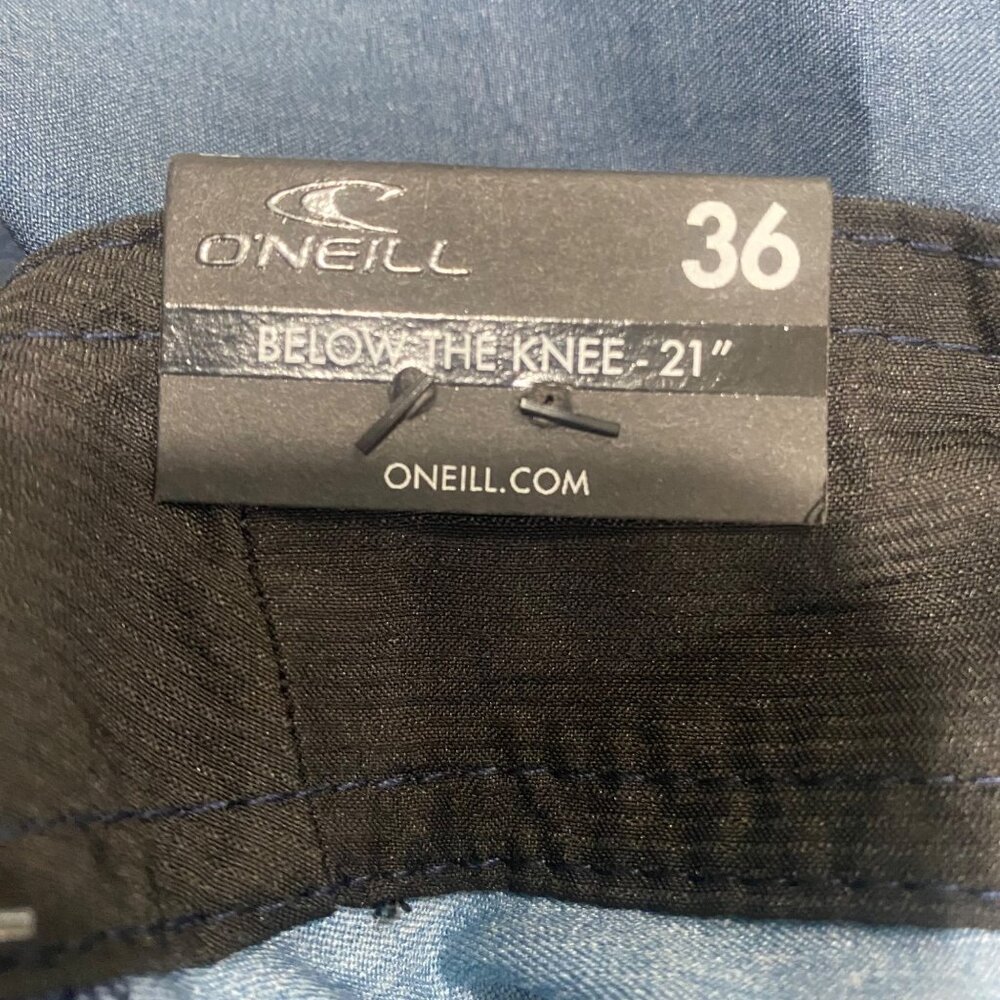 O'NEILL
36
BELOW THE KNEE - 21"
ONEILL.COM